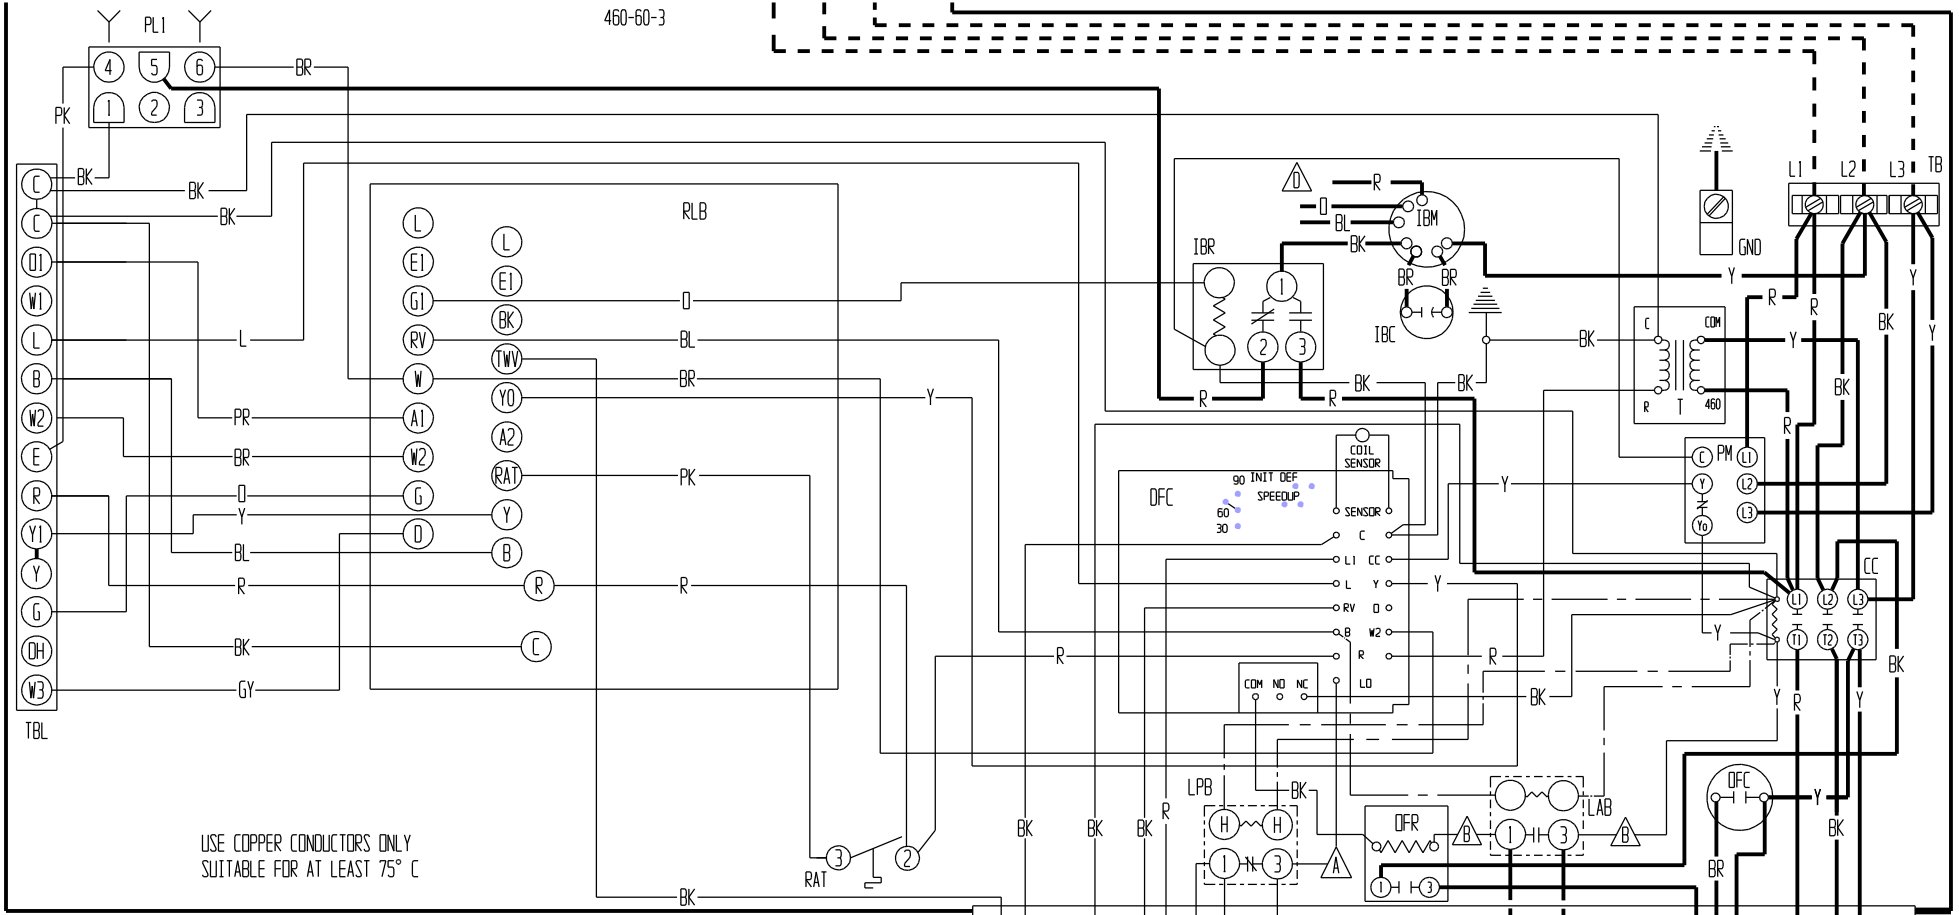 460-60-3
PL1
4 5 6
1 2 3
BR
PK
BK
BK
BK
C
C
O1
W1
L
B
W2
E
R
Y1
Y
G
OH
W3
TBL
L
PR
BR
O
Y
BL
R
BK
GY
RLB
L
E1
G1
RV
W
A1
W2
G
D
L
E1
BK
TWV
YO
A2
RAT
Y
B
R
C
O
BL
BR
Y
PK
R
BK
R
RAT
3
2
USE COPPER CONDUCTORS ONLY
SUITABLE FOR AT LEAST 75° C
IBR
1
2 3
R
R
BK
BK
D
R
O
BL
BK
IBM
BR BR
IBC
Y
BK
GND
L1 L2 L3 TB
R
R
BK
Y
Y
BK
R
Y
C COM
R T 460
C PM L1
Y L2
Yo L3
Y
CC
L1 L2 L3
T1 T2 T3
Y
Y
R
Y
BK
COIL
SENSOR
DFC
90 INIT DEF
SPEEDUP
60
30
SENSOR
C
L1 CC
L Y
RV O
B W2
R
LO
COM NO NC
Y
R
BK
BK
BK
BK
BK
R
LPB
H H
1 3
A
BK
OFR
1 3
B
LAB
1 3
B
OFC
Y
BR
BK